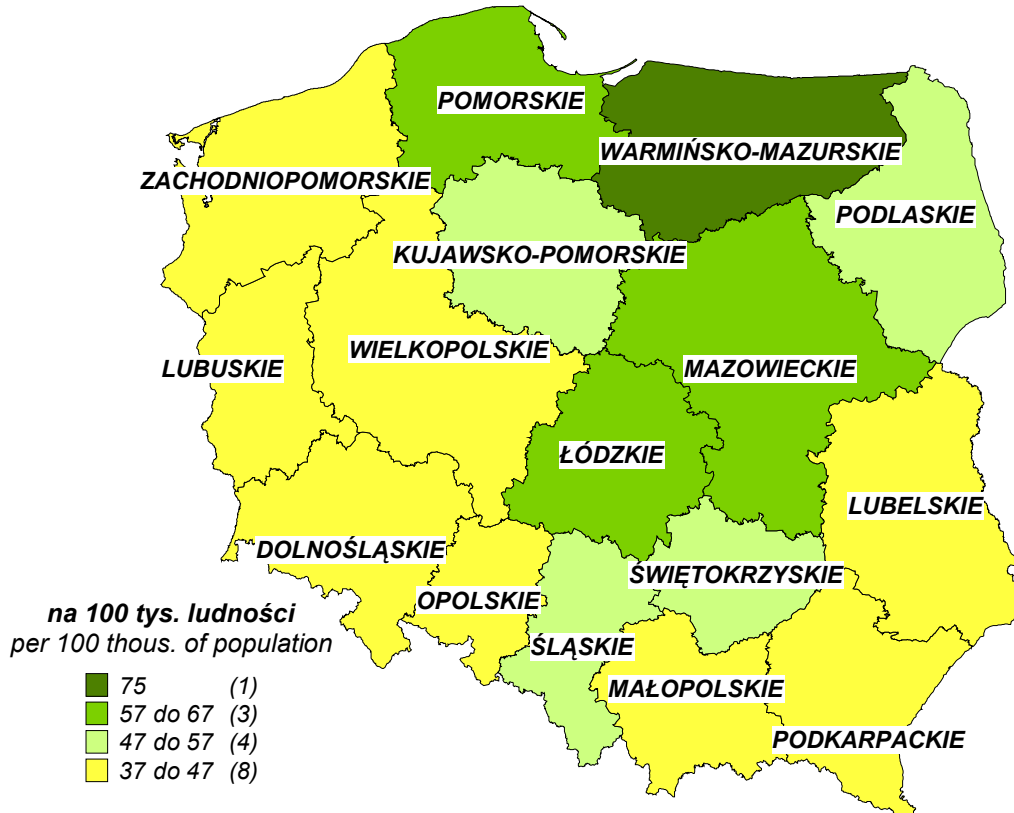 POMORSKIE
WARMIŃSKO-MAZURSKIE
ZACHODNIOPOMORSKIE
PODLASKIE
KUJAWSKO-POMORSKIE
WIELKOPOLSKIE
LUBUSKIE
MAZOWIECKIE
ŁÓDZKIE
LUBELSKIE
DOLNOŚLĄSKIE
ŚWIĘTOKRZYSKIE
OPOLSKIE
ŚLĄSKIE
MAŁOPOLSKIE
PODKARPACKIE
na 100 tys. ludności
per 100 thous. of population
75 (1)
57 do 67 (3)
47 do 57 (4)
37 do 47 (8)